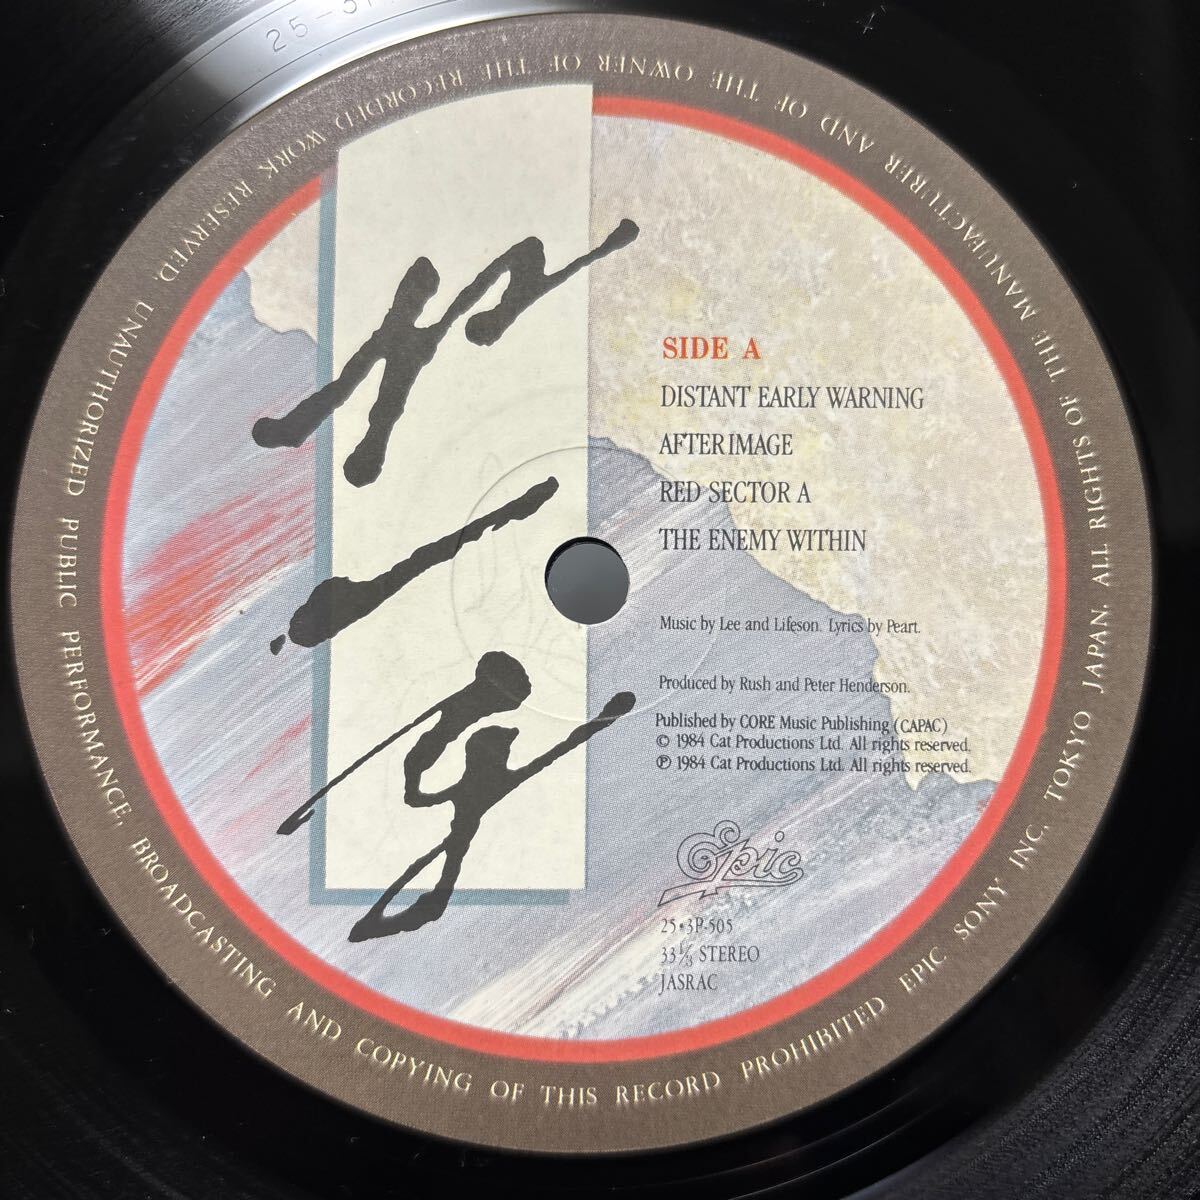 SIDE A
DISTANT EARLY WARNING
AFTERIMAGE
RED SECTOR A
THE ENEMY WITHIN
Music by Lee and Lifeson. Lyrics by Peart.
Produced by Rush and Peter Henderson.
Published by CORE Music Publishing (CAPAC)
© 1984 Cat Productions Ltd. All rights reserved.
℗ 1984 Cat Productions Ltd. All rights reserved.
Epic
25•3P-505
33 1/3 STEREO
JASRAC
ALL RIGHTS OF THE MANUFACTURER AND OF THE OWNER OF THE RECORDED WORK RESERVED. UNAUTHORIZED PUBLIC PERFORMANCE, BROADCASTING AND COPYING OF THIS RECORD PROHIBITED EPIC SONY INC. TOKYO JAPAN.